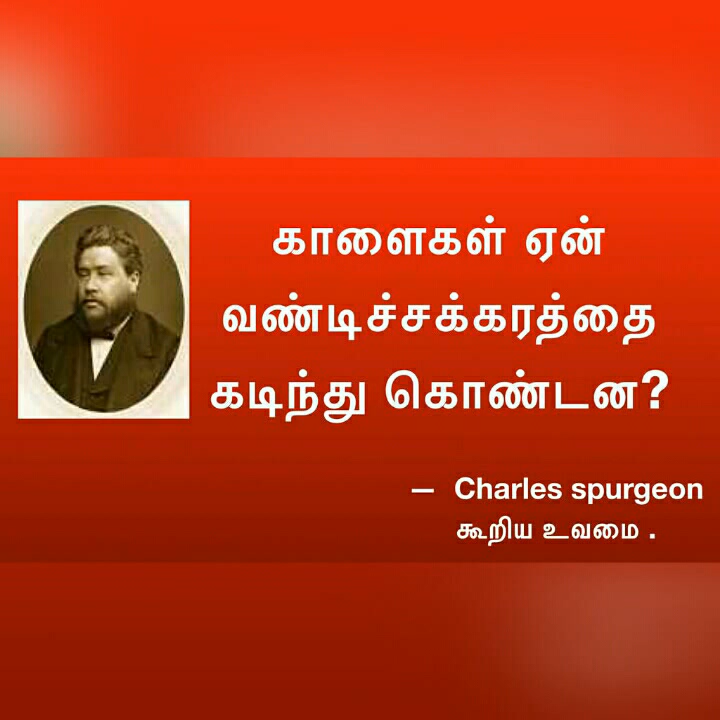 காளைகள் ஏன்
வண்டிச்சக்கரத்தை
கடிந்து கொண்டன?
— Charles spurgeon
கூறிய உவமை .